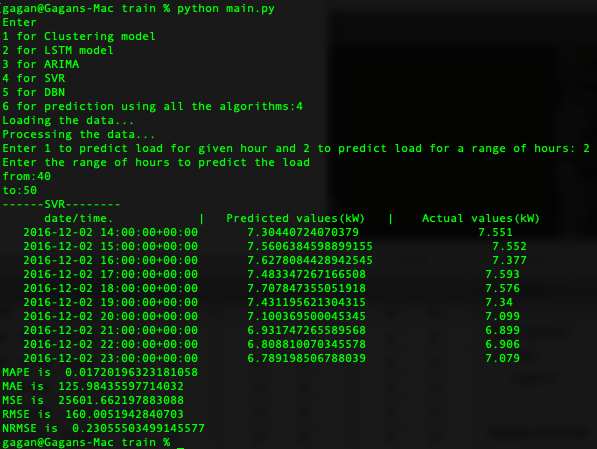 gagan@Gagans-Mac train % python main.py
Enter
1 for Clustering model
2 for LSTM model
3 for ARIMA
4 for SVR
5 for DBN
6 for prediction using all the algorithms:4
Loading the data...
Processing the data...
Enter 1 to predict load for given hour and 2 to predict load for a range of hours: 2
Enter the range of hours to predict the load
from:40
to:50
------SVR--------
date/time. | Predicted values(kW) | Actual values(kW)
2016-12-02 14:00:00+00:00 7.30440724070379 7.551
2016-12-02 15:00:00+00:00 7.5606384598899155 7.552
2016-12-02 16:00:00+00:00 7.6278084428942545 7.377
2016-12-02 17:00:00+00:00 7.483347267166508 7.593
2016-12-02 18:00:00+00:00 7.707847355051918 7.576
2016-12-02 19:00:00+00:00 7.431195621304315 7.34
2016-12-02 20:00:00+00:00 7.100369500045345 7.099
2016-12-02 21:00:00+00:00 6.931747265589568 6.899
2016-12-02 22:00:00+00:00 6.808810070345578 6.906
2016-12-02 23:00:00+00:00 6.789198506788039 7.079
MAPE is 0.01720196323181058
MAE is 125.98435597714032
MSE is 25601.662197883088
RMSE is 160.0051942840703
NRMSE is 0.23055503499145577
gagan@Gagans-Mac train %